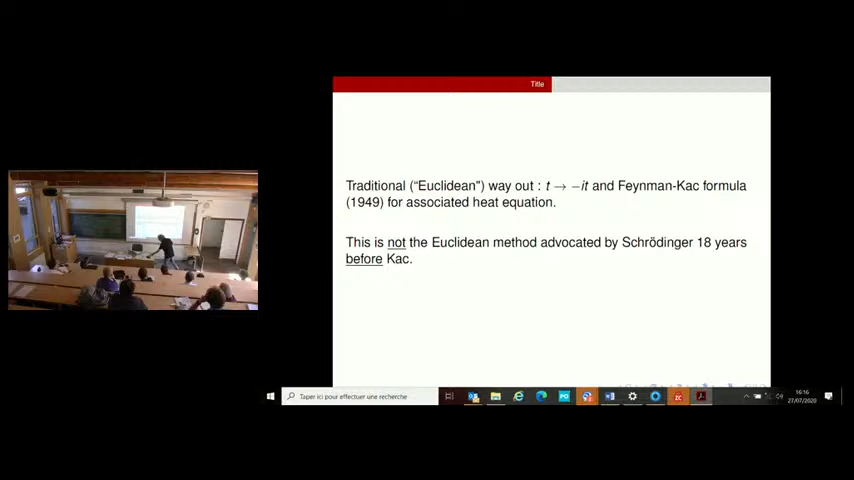 Title
Traditional (“Euclidean") way out : t → −it and Feynman-Kac formula
(1949) for associated heat equation.
This is not the Euclidean method advocated by Schrödinger 18 years
before Kac.
Taper ici pour effectuer une recherche
16:16
27/07/2020